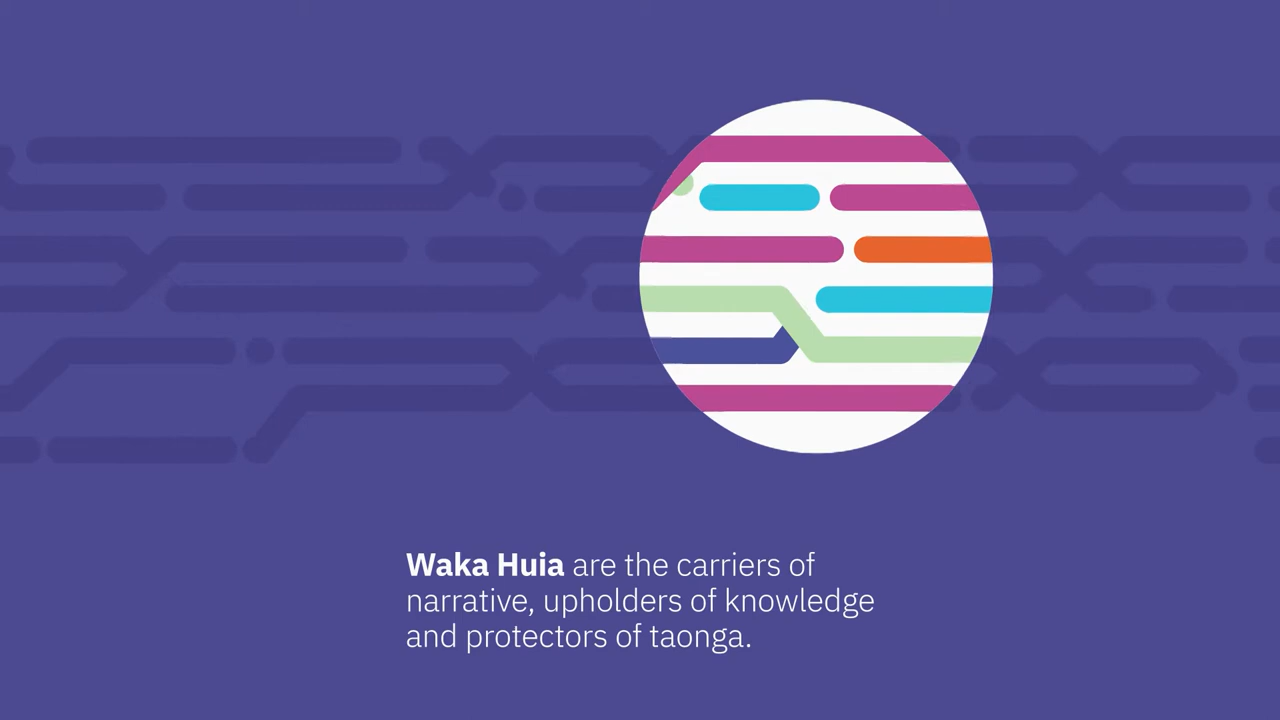 Waka Huia are the carriers of
narrative, upholders of knowledge
and protectors of taonga.